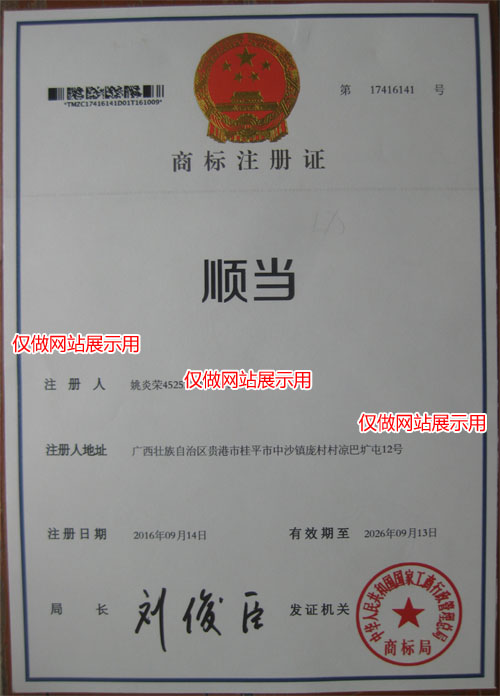 *TMZC17416141D01T161009*
第 17416141 号
商标注册证
顺当
仅做网站展示用
注册人 姚炎荣4525
仅做网站展示用
仅做网站展示用
注册人地址 广西壮族自治区贵港市桂平市中沙镇庞村村凉巴圹屯12号
注册日期 2016年09月14日 有效期至 2026年09月13日
局长 刘俊臣 发证机关
中华人民共和国国家工商行政管理总局
商标局